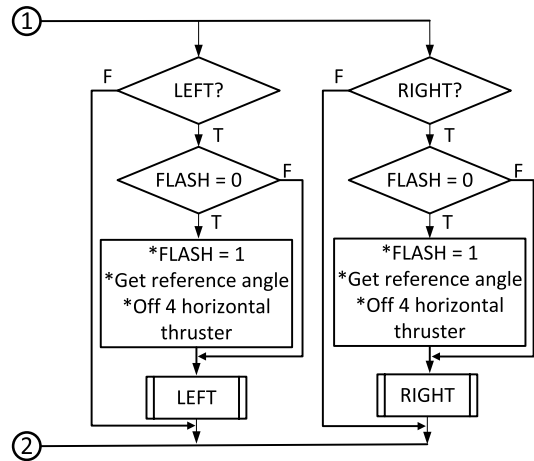 1
F
LEFT?
T
F
FLASH = 0
T
*FLASH = 1
*Get reference angle
*Off 4 horizontal
thruster
LEFT
F
RIGHT?
T
F
FLASH = 0
T
*FLASH = 1
*Get reference angle
*Off 4 horizontal
thruster
RIGHT
2